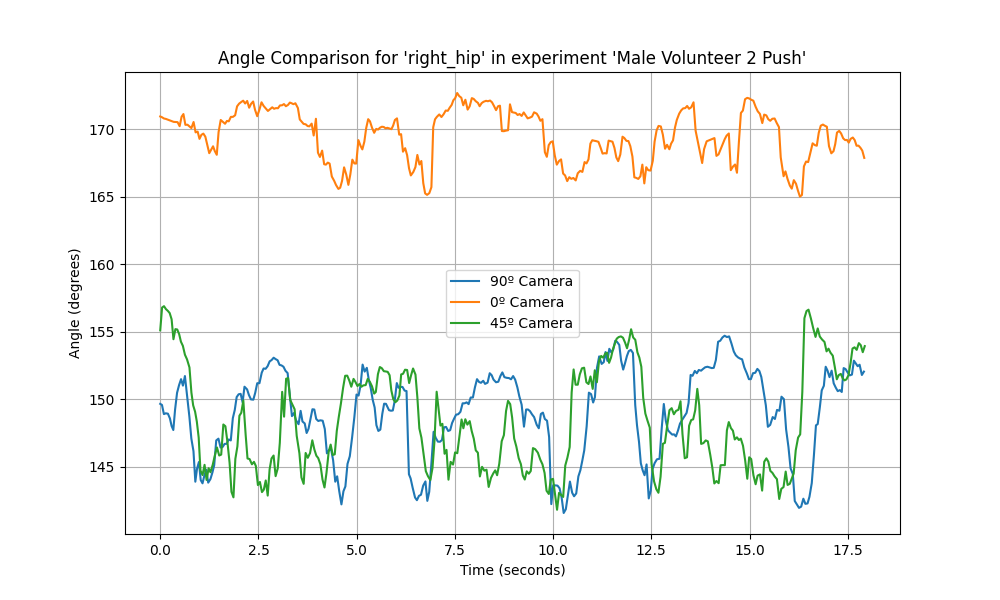 Angle Comparison for 'right_hip' in experiment 'Male Volunteer 2 Push'
Angle (degrees)
170
165
160
155
150
145
90º Camera
0º Camera
45º Camera
0.0 2.5 5.0 7.5 10.0 12.5 15.0 17.5
Time (seconds)